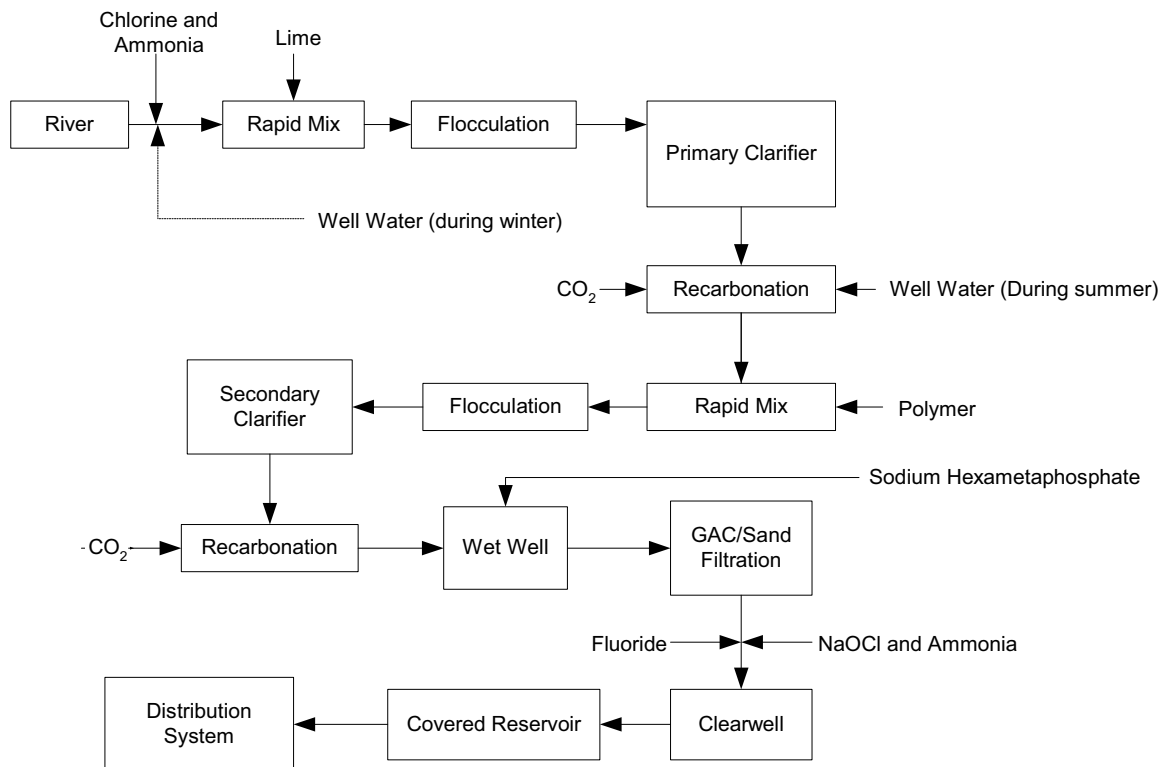 Chlorine and
Ammonia
Lime
River
Rapid Mix
Flocculation
Primary Clarifier
Well Water (during winter)
CO2
Recarbonation
Well Water (During summer)
Secondary
Clarifier
Flocculation
Rapid Mix
Polymer
Sodium Hexametaphosphate
CO2
Recarbonation
Wet Well
GAC/Sand
Filtration
Fluoride
NaOCl and Ammonia
Distribution
System
Covered Reservoir
Clearwell